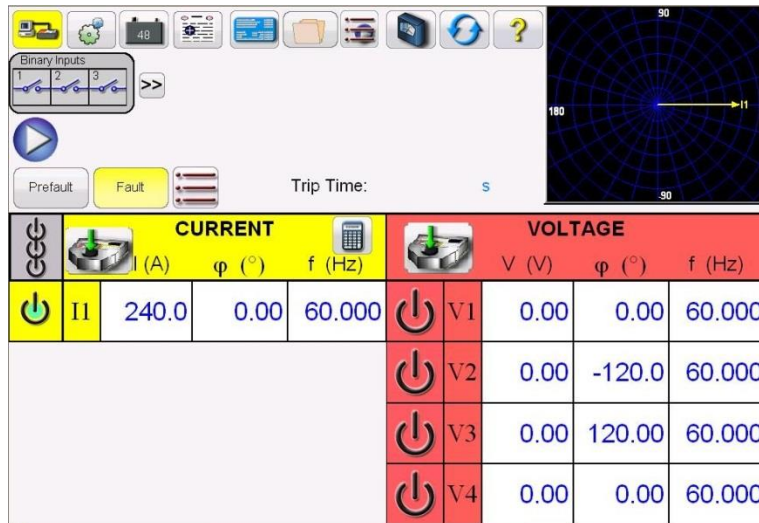 48
90
Binary Inputs
1 2 3
>>
?
180
I1
Prefault Fault Trip Time: s
-90
CURRENT VOLTAGE
I (A) φ (°) f (Hz) V (V) φ (°) f (Hz)
I1 240.0 0.00 60.000 V1 0.00 0.00 60.000
V2 0.00 -120.0 60.000
V3 0.00 120.00 60.000
V4 0.00 0.00 60.000